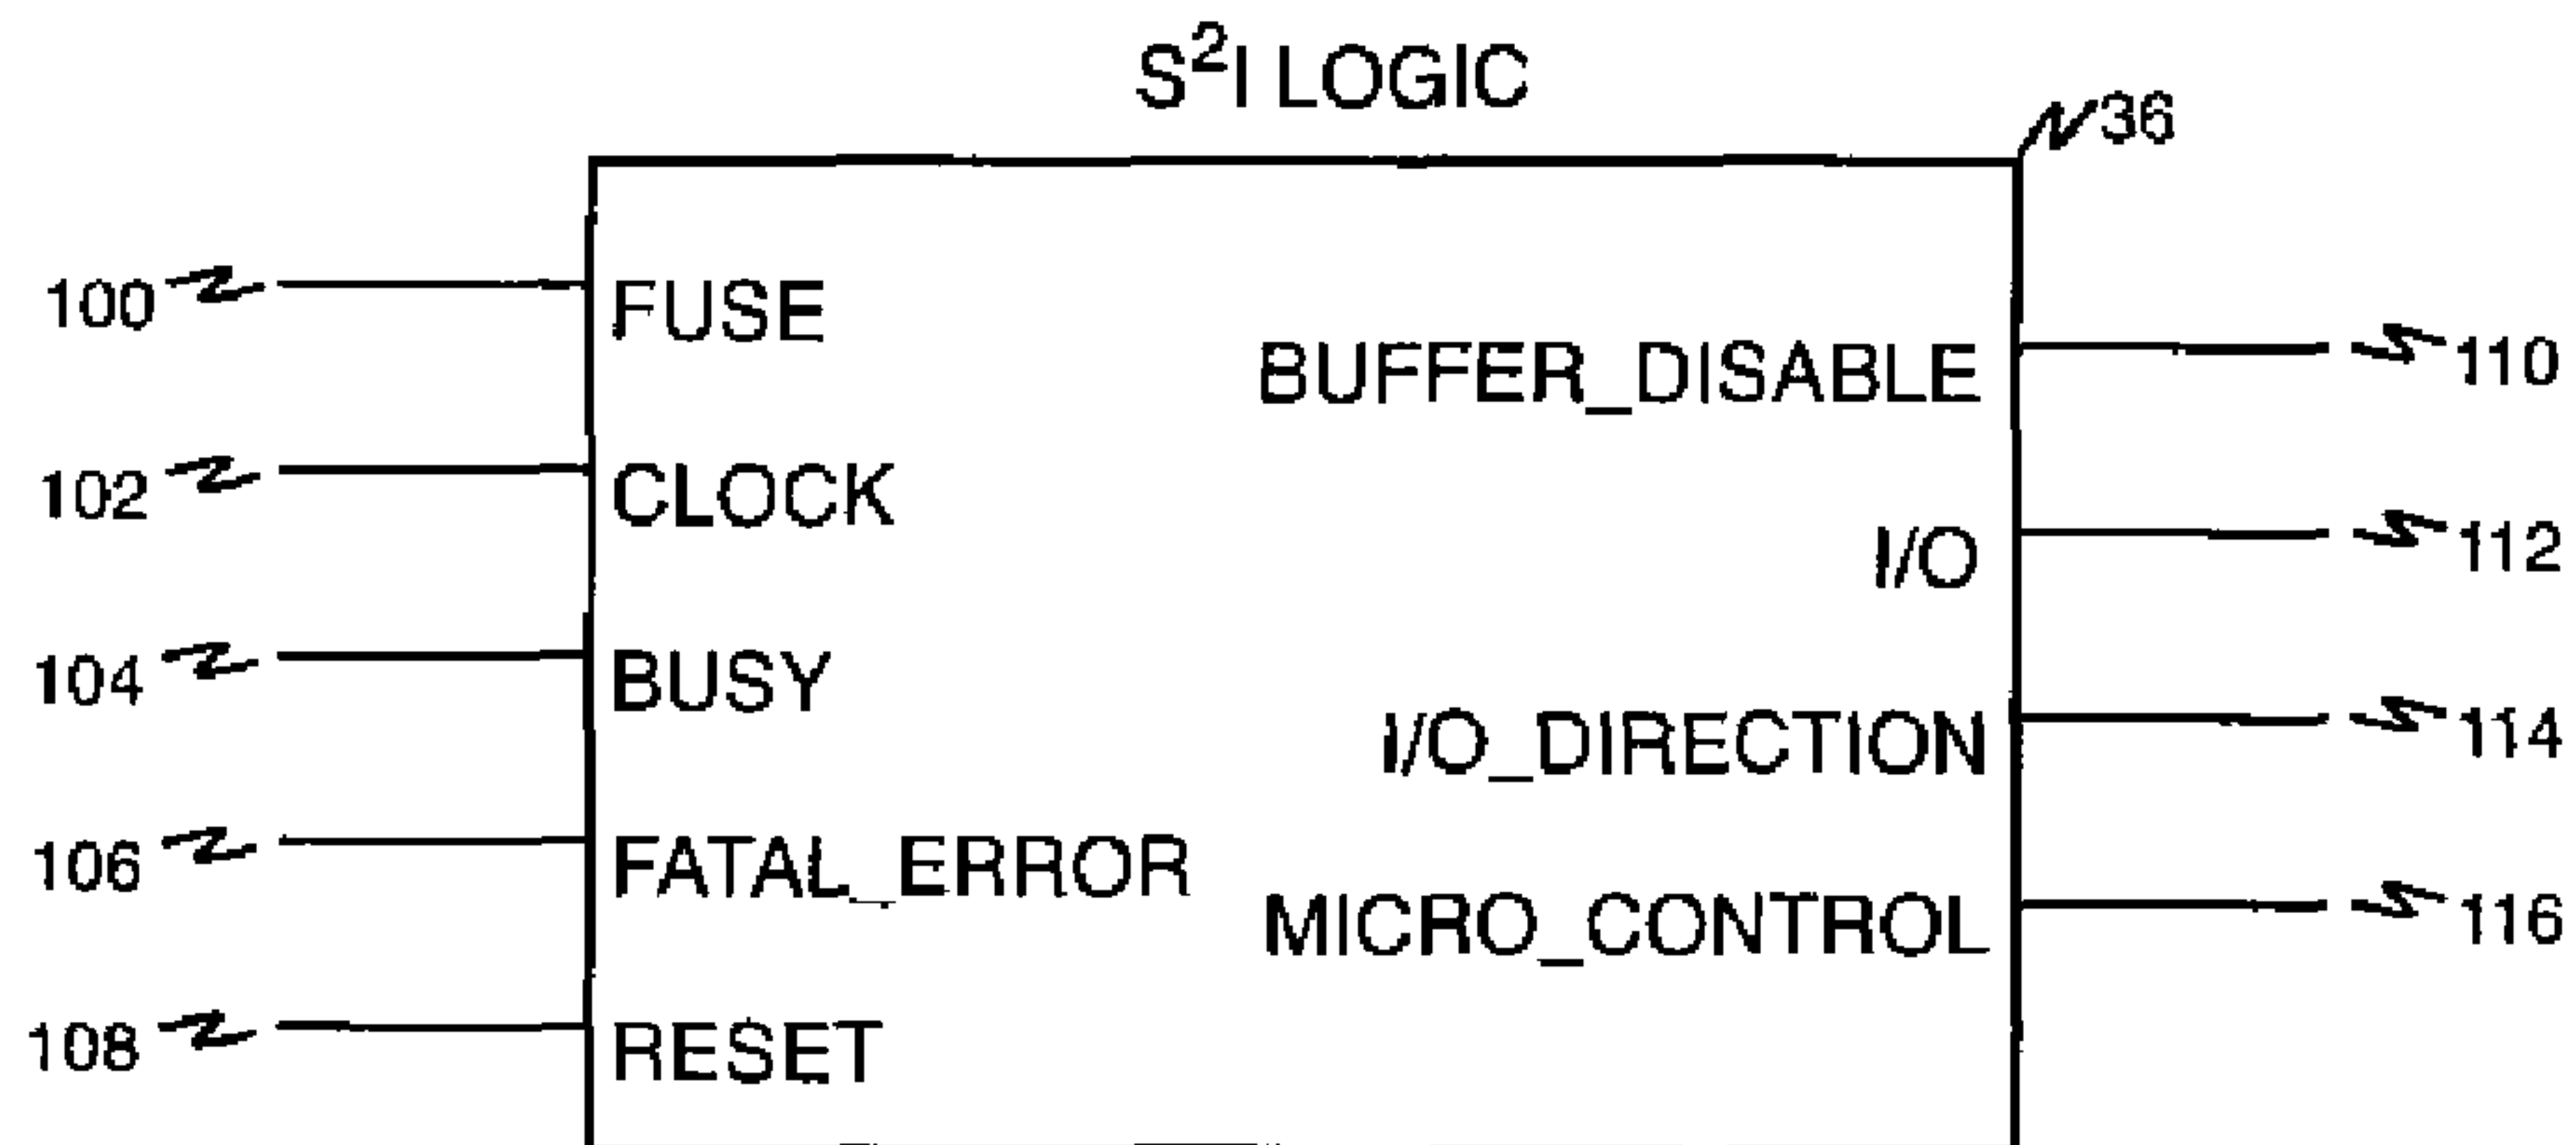 S²I LOGIC
36
100 FUSE
BUFFER_DISABLE 110
102 CLOCK
I/O 112
104 BUSY
I/O_DIRECTION 114
106 FATAL_ERROR
MICRO_CONTROL 116
108 RESET